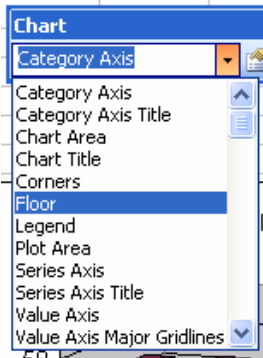 Chart
Category Axis
Category Axis
Category Axis Title
Chart Area
Chart Title
Corners
Floor
Legend
Plot Area
Series Axis
Series Axis Title
Value Axis
Value Axis Major Gridlines